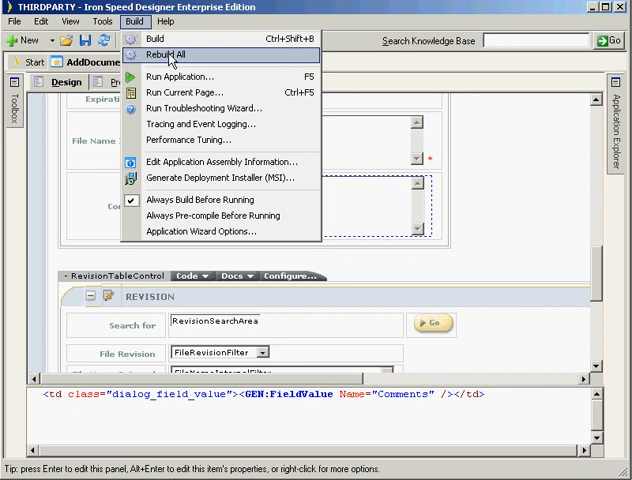 THIRDPARTY - Iron Speed Designer Enterprise Edition
File Edit View Tools Build Help
New Search Knowledge Base Go
Start AddDocume
Design Pr
Toolbox
Application Explorer
Build Ctrl+Shift+B
Rebuild All
Run Application... F5
Run Current Page... Ctrl+F5
Run Troubleshooting Wizard...
Tracing and Event Logging...
Performance Tuning...
Edit Application Assembly Information...
Generate Deployment Installer (MSI)...
Always Build Before Running
Always Pre-compile Before Running
Application Wizard Options...
Expirati
File Name
*
Co
RevisionTableControl Code Docs Configure...
REVISION
Search for RevisionSearchArea Go
File Revision FileRevisionFilter
<td class="dialog_field_value"><GEN:FieldValue Name="Comments" /></td>
Tip: press Enter to edit this panel, Alt+Enter to edit this item's properties, or right-click for more options.